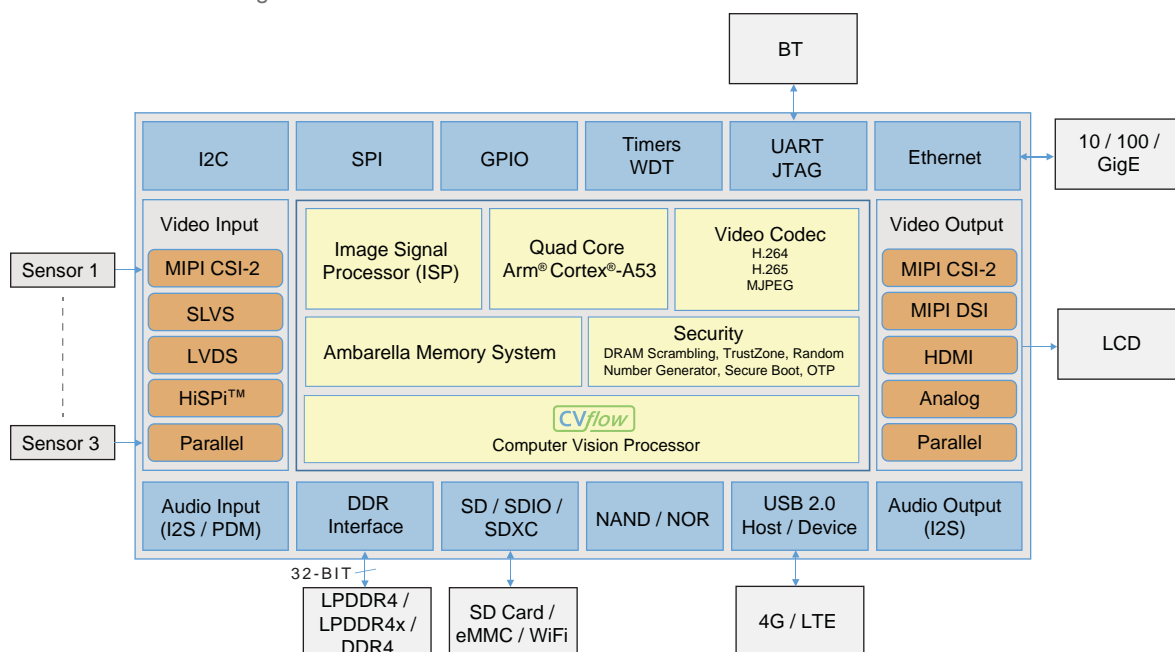 BT
I2C
SPI
GPIO
Timers
WDT
UART
JTAG
Ethernet
10 / 100 /
GigE
Video Input
MIPI CSI-2
SLVS
LVDS
HiSPi™
Parallel
Sensor 1
Sensor 3
Image Signal
Processor (ISP)
Quad Core
Arm® Cortex®-A53
Video Codec
H.264
H.265
MJPEG
Ambarella Memory System
Security
DRAM Scrambling, TrustZone, Random
Number Generator, Secure Boot, OTP
CVflow
Computer Vision Processor
Video Output
MIPI CSI-2
MIPI DSI
HDMI
Analog
Parallel
LCD
Audio Input
(I2S / PDM)
DDR
Interface
SD / SDIO /
SDXC
NAND / NOR
USB 2.0
Host / Device
Audio Output
(I2S)
32-BIT
LPDDR4 /
LPDDR4x /
DDR4
SD Card /
eMMC / WiFi
4G / LTE